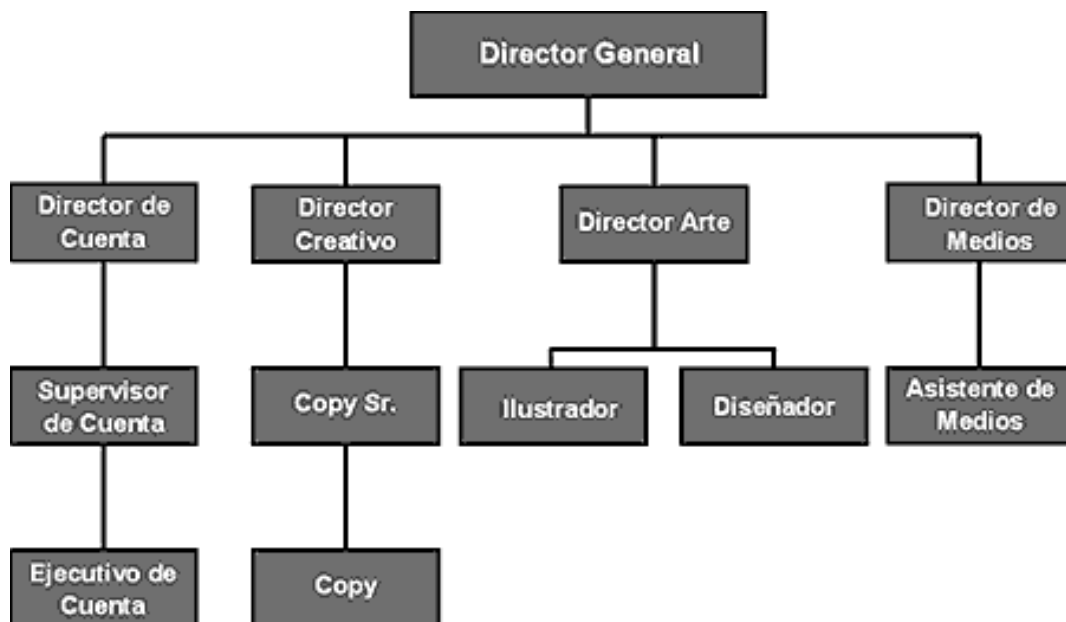 Director General
Director de
Cuenta
Director
Creativo
Director Arte
Director de
Medios
Supervisor
de Cuenta
Copy Sr.
Ilustrador
Diseñador
Asistente de
Medios
Ejecutivo de
Cuenta
Copy